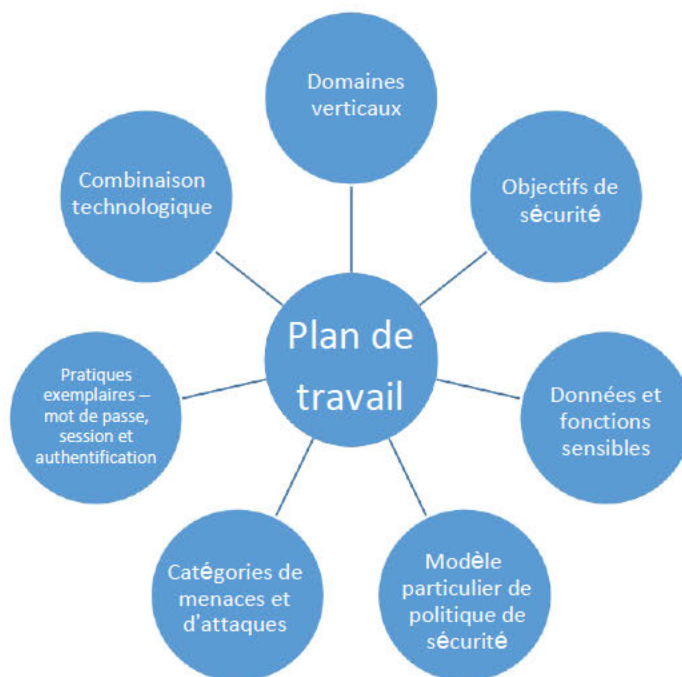 Domaines
verticaux
Combinaison
technologique
Objectifs de
sécurité
Plan de
travail
Pratiques
exemplaires –
mot de passe,
session et
authentification
Données et
fonctions
sensibles
Catégories de
menaces et
d'attaques
Modèle
particulier de
politique de
sécurité